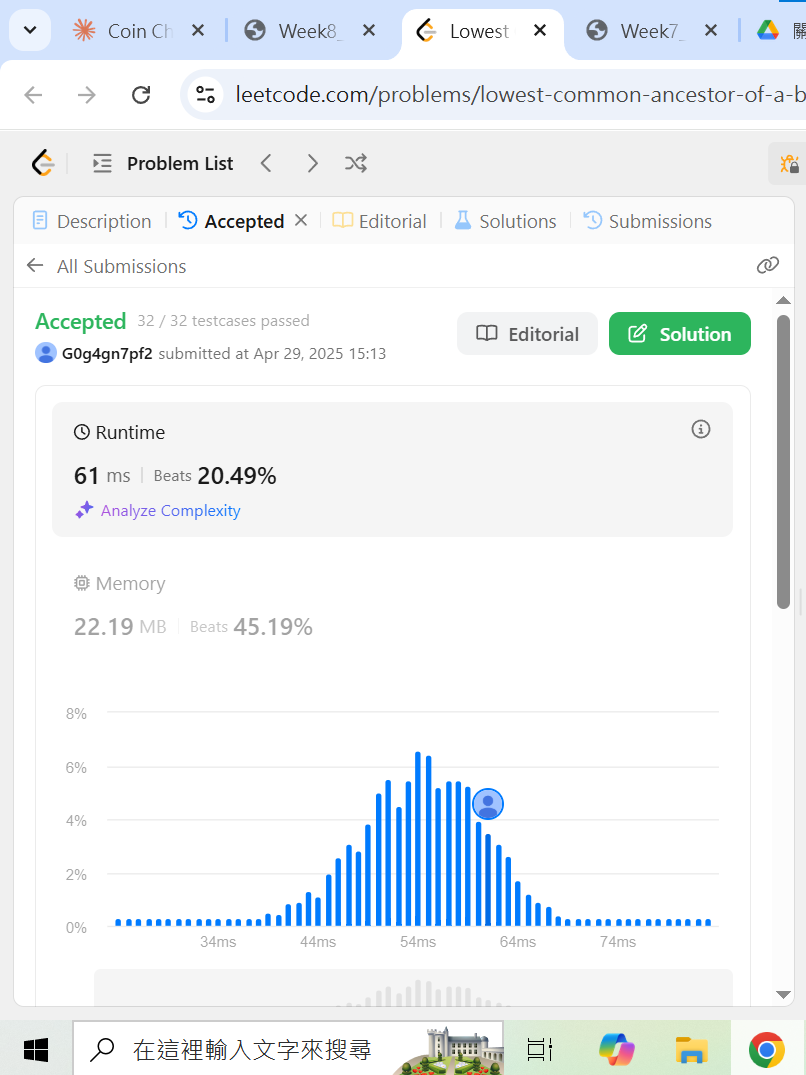 Coin Ch
Week8_
Lowest
Week7_
關
leetcode.com/problems/lowest-common-ancestor-of-a-b
Problem List
Description
Accepted
Editorial
Solutions
Submissions
All Submissions
Accepted 32 / 32 testcases passed
G0g4gn7pf2 submitted at Apr 29, 2025 15:13
Editorial
Solution
Runtime
61 ms Beats 20.49%
Analyze Complexity
Memory
22.19 MB Beats 45.19%
8%
6%
4%
2%
0%
34ms 44ms 54ms 64ms 74ms
在這裡輸入文字來搜尋